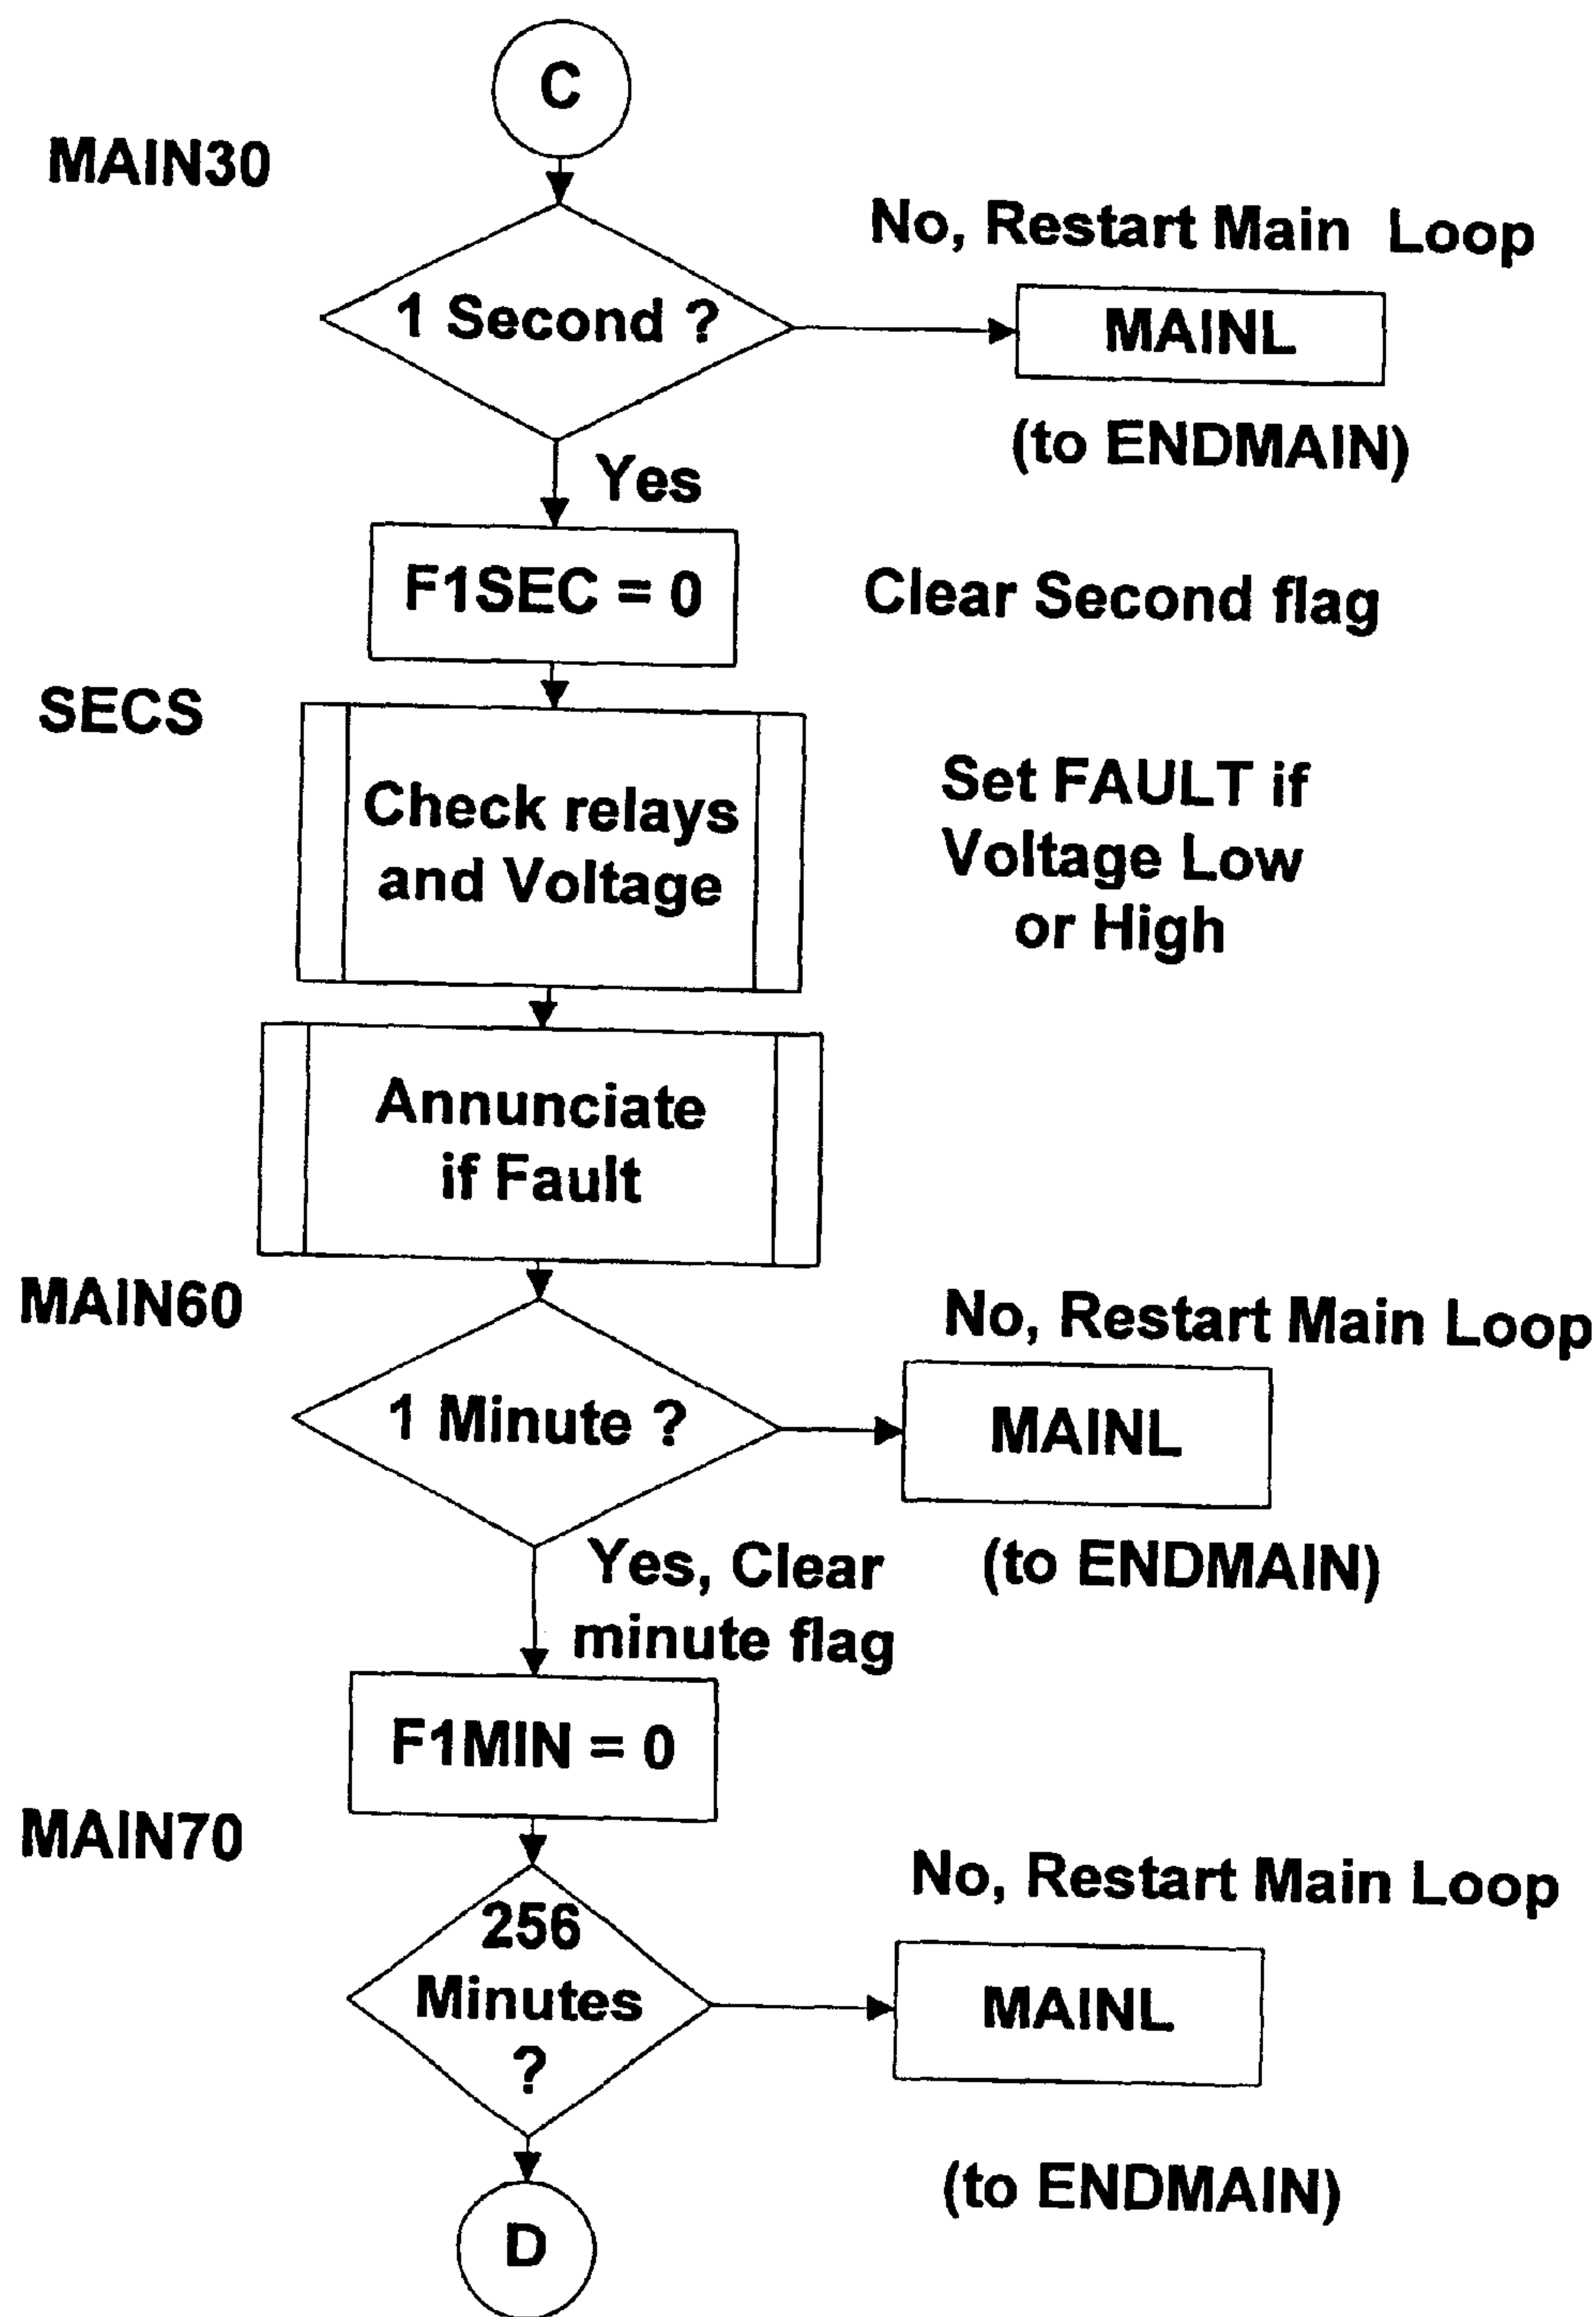 C
MAIN30
No, Restart Main Loop
1 Second ?
MAINL
(to ENDMAIN)
Yes
F1SEC = 0
Clear Second flag
SECS
Check relays
and Voltage
Set FAULT if
Voltage Low
or High
Annunciate
if Fault
MAIN60
No, Restart Main Loop
1 Minute ?
MAINL
(to ENDMAIN)
Yes, Clear
minute flag
F1MIN = 0
MAIN70
No, Restart Main Loop
256
Minutes
?
MAINL
(to ENDMAIN)
D